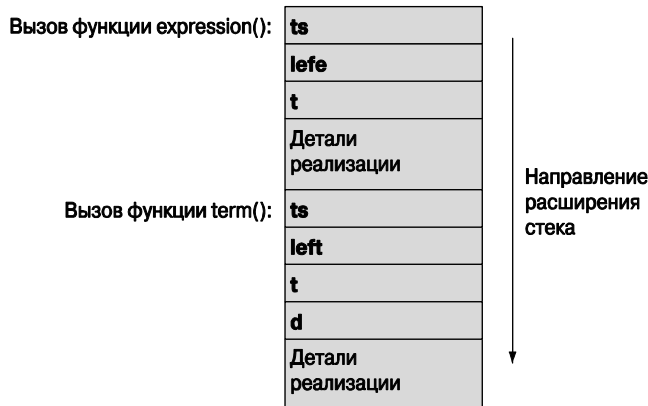 Вызов функции expression():
ts
lefe
t
Детали
реализации
Вызов функции term():
ts
left
t
d
Детали
реализации
Направление
расширения
стека